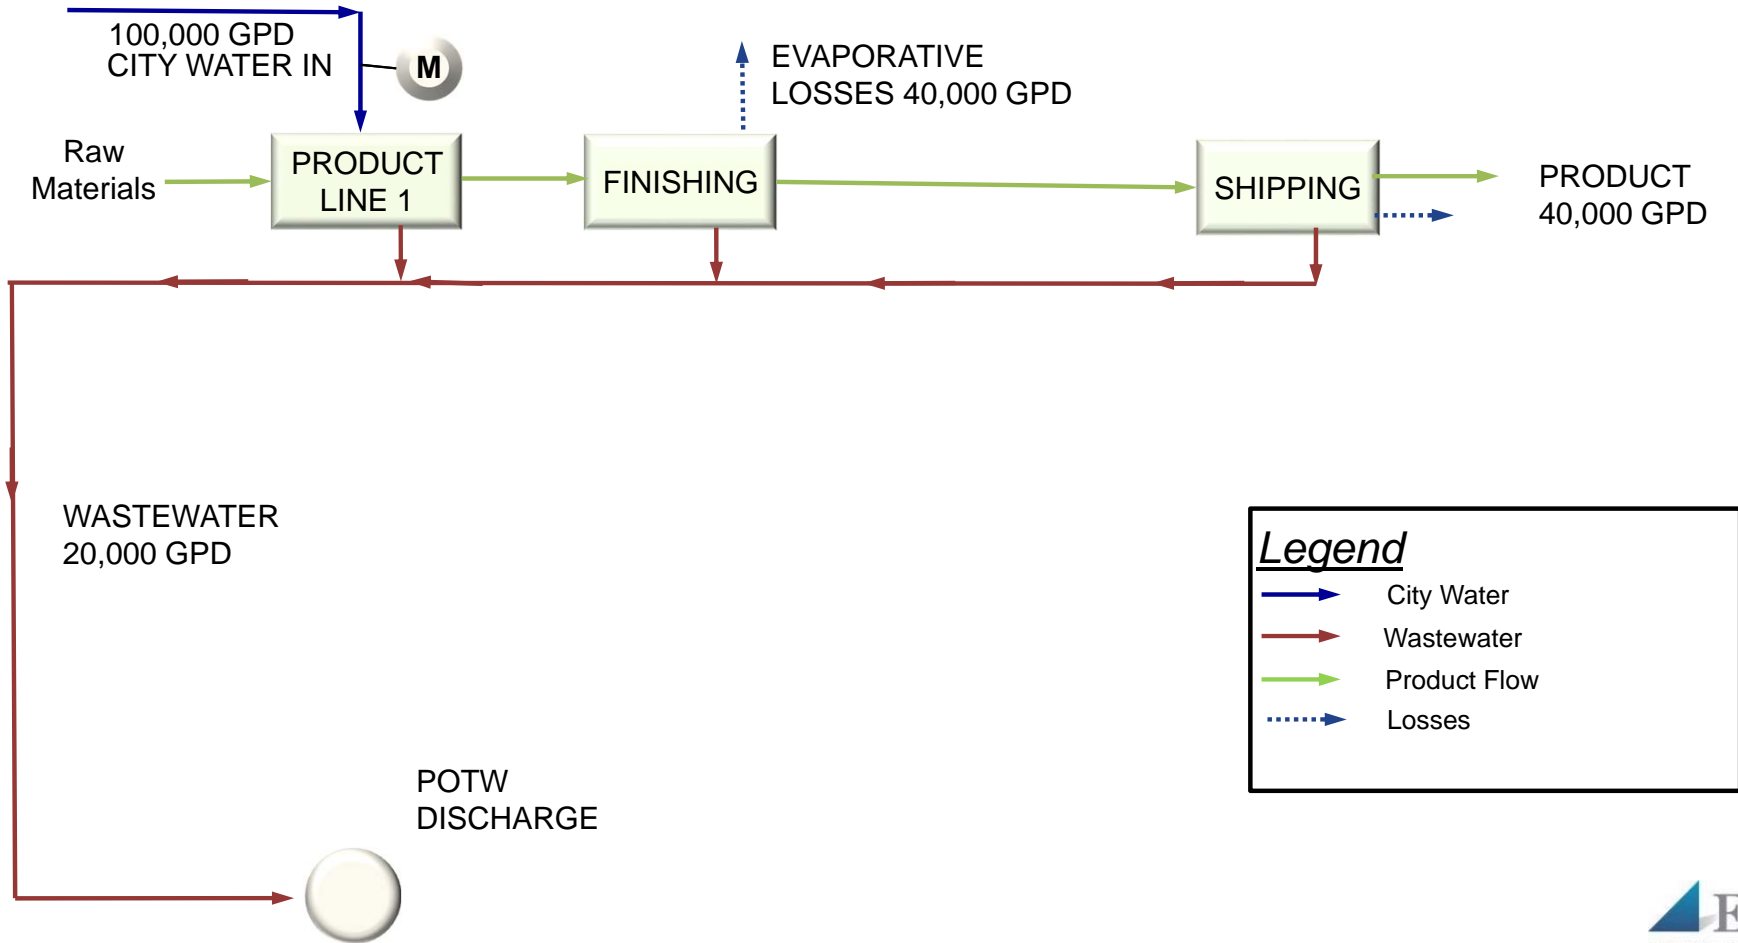 100,000 GPD
CITY WATER IN
M
EVAPORATIVE
LOSSES 40,000 GPD
Raw
Materials
PRODUCT
LINE 1
FINISHING
SHIPPING
PRODUCT
40,000 GPD
WASTEWATER
20,000 GPD
Legend
City Water
Wastewater
Product Flow
Losses
POTW
DISCHARGE
E